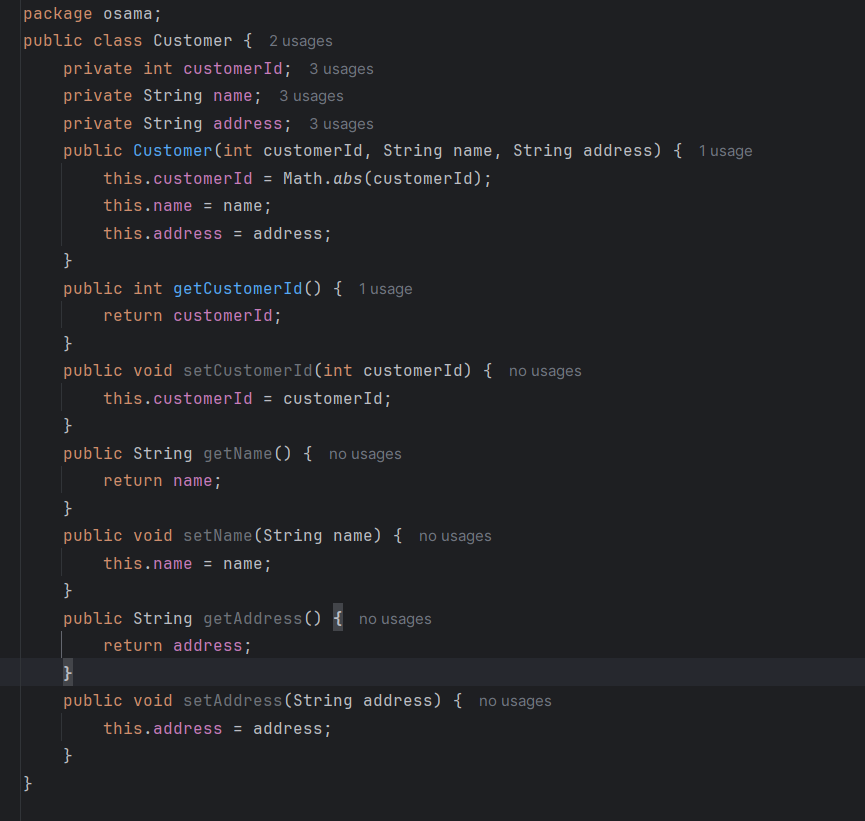 package osama;
public class Customer {  2 usages
    private int customerId;  3 usages
    private String name;  3 usages
    private String address;  3 usages
    public Customer(int customerId, String name, String address) {  1 usage
        this.customerId = Math.abs(customerId);
        this.name = name;
        this.address = address;
    }
    public int getCustomerId() {  1 usage
        return customerId;
    }
    public void setCustomerId(int customerId) {  no usages
        this.customerId = customerId;
    }
    public String getName() {  no usages
        return name;
    }
    public void setName(String name) {  no usages
        this.name = name;
    }
    public String getAddress() {  no usages
        return address;
    }
    public void setAddress(String address) {  no usages
        this.address = address;
    }
}